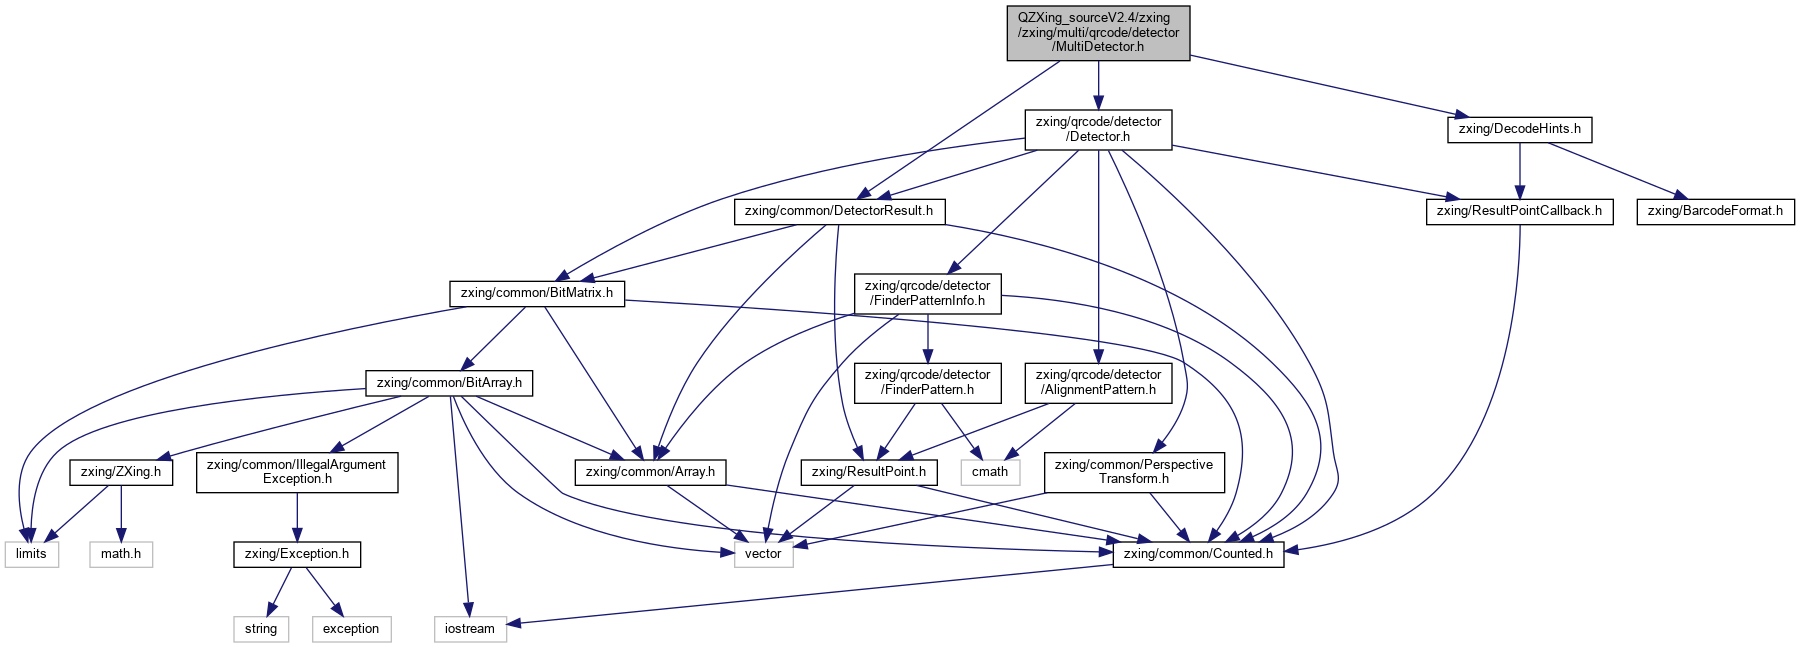 QZXing_sourceV2.4/zxing
/zxing/multi/qrcode/detector
/MultiDetector.h
zxing/qrcode/detector
/Detector.h
zxing/DecodeHints.h
zxing/common/DetectorResult.h
zxing/ResultPointCallback.h
zxing/BarcodeFormat.h
zxing/common/BitMatrix.h
zxing/qrcode/detector
/FinderPatternInfo.h
zxing/common/BitArray.h
zxing/qrcode/detector
/FinderPattern.h
zxing/qrcode/detector
/AlignmentPattern.h
zxing/ZXing.h
zxing/common/IllegalArgument
Exception.h
zxing/common/Array.h
zxing/ResultPoint.h
cmath
zxing/common/Perspective
Transform.h
limits
math.h
zxing/Exception.h
vector
zxing/common/Counted.h
string
exception
iostream